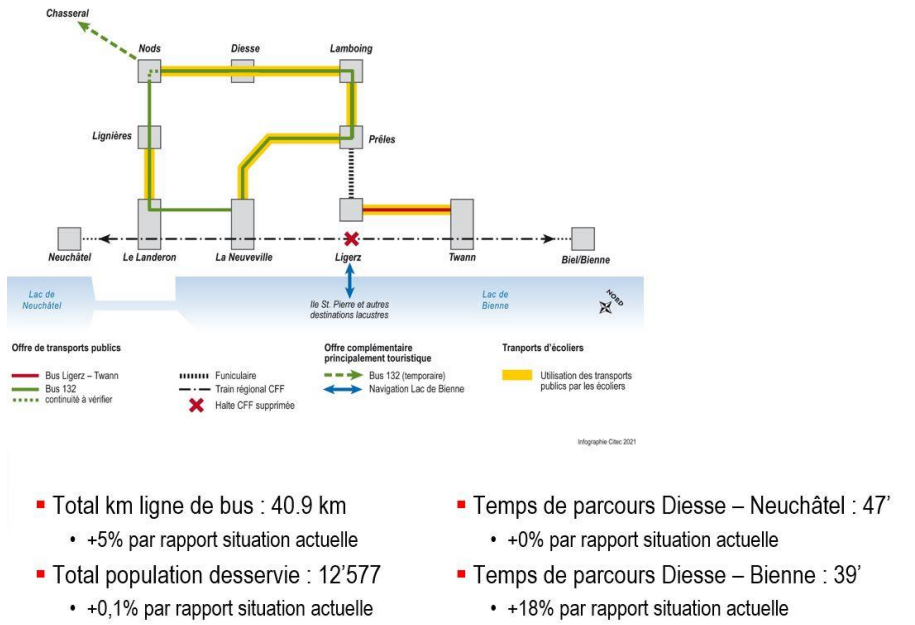 Chasseral
Nods
Diesse
Lamboing
Lignières
Prêles
Neuchâtel
Le Landeron
La Neuveville
Ligerz
Twann
Biel/Bienne
Lac de
Neuchâtel
Ile St. Pierre et autres
destinations lacustres
Lac de
Bienne
NORD
Offre de transports publics
Bus Ligerz – Twann
Bus 132
continuité à vérifier
Funiculaire
Train régional CFF
Halte CFF supprimée
Offre complémentaire
principalement touristique
Bus 132 (temporaire)
Navigation Lac de Bienne
Tranports d'écoliers
Utilisation des transports
publics par les écoliers
Infographie Citec 2021
Total km ligne de bus : 40.9 km
+5% par rapport situation actuelle
Total population desservie : 12'577
+0,1% par rapport situation actuelle
Temps de parcours Diesse – Neuchâtel : 47'
+0% par rapport situation actuelle
Temps de parcours Diesse – Bienne : 39'
+18% par rapport situation actuelle